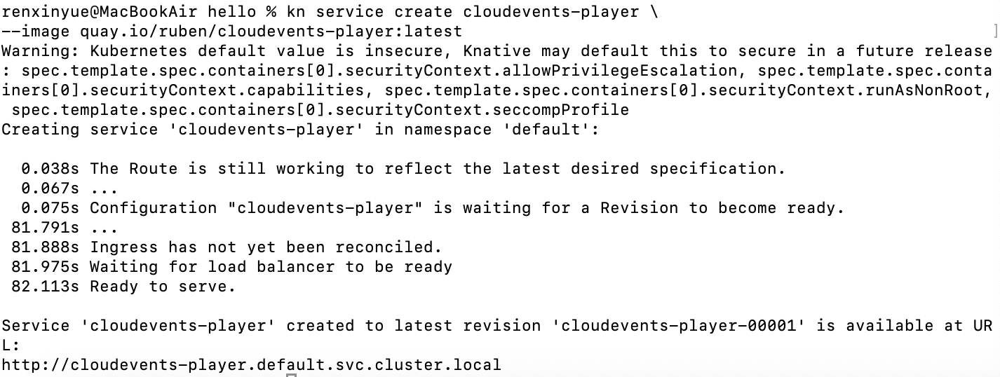 renxinyue@MacBookAir hello % kn service create cloudevents-player \
--image quay.io/ruben/cloudevents-player:latest ]
Warning: Kubernetes default value is insecure, Knative may default this to secure in a future release
: spec.template.spec.containers[0].securityContext.allowPrivilegeEscalation, spec.template.spec.conta
iners[0].securityContext.capabilities, spec.template.spec.containers[0].securityContext.runAsNonRoot,
 spec.template.spec.containers[0].securityContext.seccompProfile
Creating service 'cloudevents-player' in namespace 'default':
  0.038s The Route is still working to reflect the latest desired specification.
  0.067s ...
  0.075s Configuration "cloudevents-player" is waiting for a Revision to become ready.
 81.791s ...
 81.888s Ingress has not yet been reconciled.
 81.975s Waiting for load balancer to be ready
 82.113s Ready to serve.
Service 'cloudevents-player' created to latest revision 'cloudevents-player-00001' is available at UR
L:
http://cloudevents-player.default.svc.cluster.local